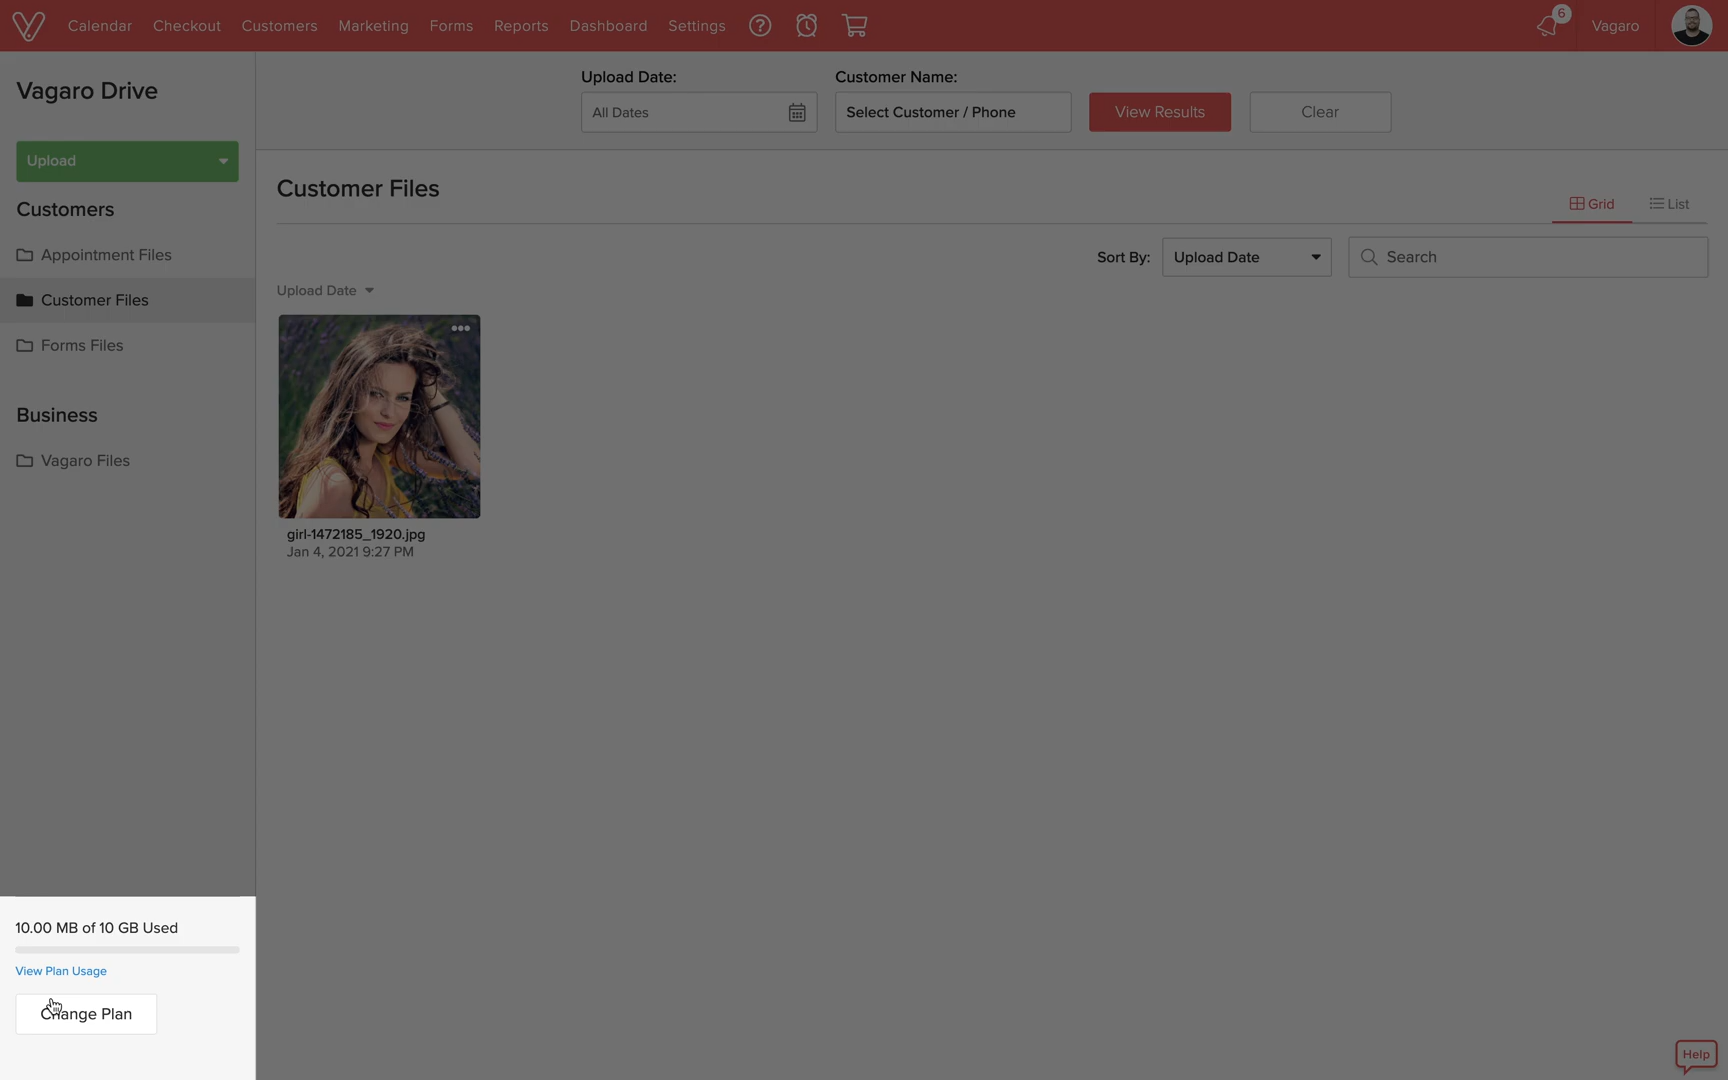 Calendar Checkout Customers Marketing Forms Reports Dashboard Settings 6 Vagaro
Vagaro Drive
Upload
Customers
Appointment Files
Customer Files
Forms Files
Business
Vagaro Files
10.00 MB of 10 GB Used
View Plan Usage
Change Plan
Upload Date: Customer Name:
All Dates Select Customer / Phone View Results Clear
Customer Files
Grid List
Sort By: Upload Date Search
Upload Date
girl-1472185_1920.jpg
Jan 4, 2021 9:27 PM
Help